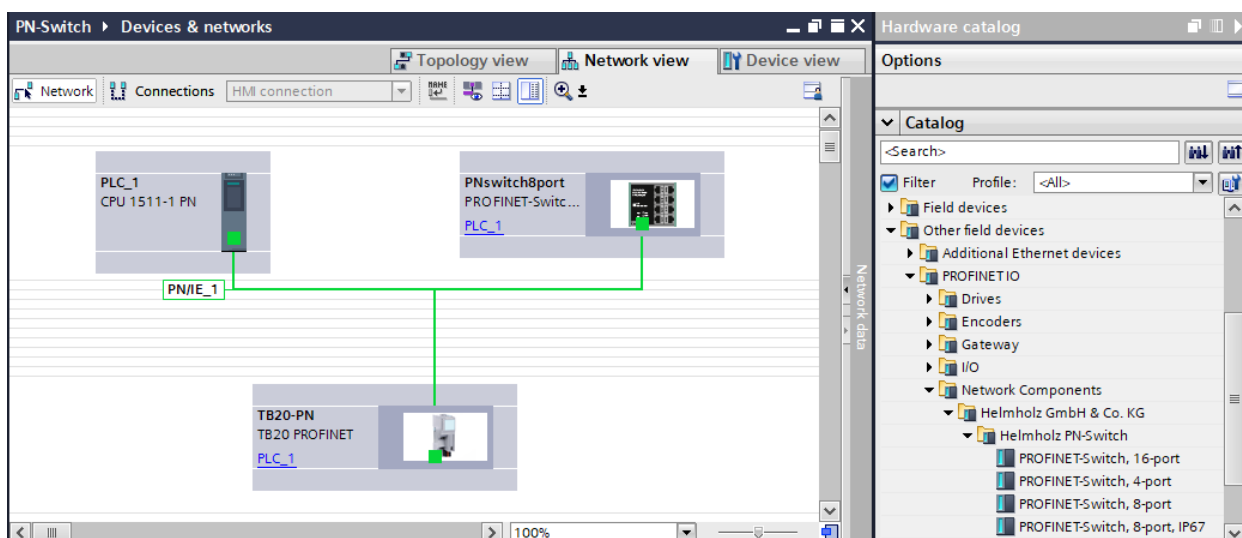 PN-Switch ▸ Devices & networks
Hardware catalog
Topology view
Network view
Device view
Options
Network
Connections
HMI connection
Catalog
<Search>
Filter
Profile:
<All>
PLC_1
CPU 1511-1 PN
PNswitch8port
PROFINET-Switc...
PLC_1
PN/IE_1
TB20-PN
TB20 PROFINET
PLC_1
Network data
Field devices
Other field devices
Additional Ethernet devices
PROFINET IO
Drives
Encoders
Gateway
I/O
Network Components
Helmholz GmbH & Co. KG
Helmholz PN-Switch
PROFINET-Switch, 16-port
PROFINET-Switch, 4-port
PROFINET-Switch, 8-port
PROFINET-Switch, 8-port, IP67
100%